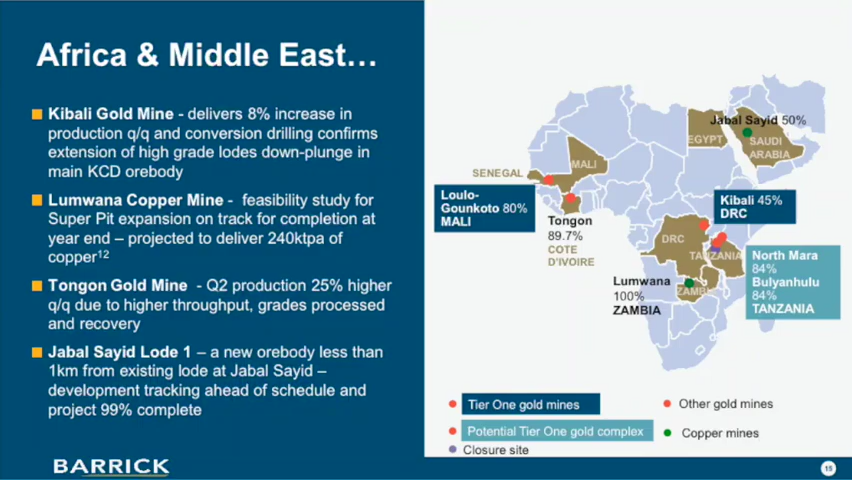 Africa & Middle East...
Kibali Gold Mine - delivers 8% increase in
production q/q and conversion drilling confirms
extension of high grade lodes down-plunge in
main KCD orebody
Lumwana Copper Mine - feasibility study for
Super Pit expansion on track for completion at
year end – projected to deliver 240ktpa of
copper12
Tongon Gold Mine - Q2 production 25% higher
q/q due to higher throughput, grades processed
and recovery
Jabal Sayid Lode 1 – a new orebody less than
1km from existing lode at Jabal Sayid –
development tracking ahead of schedule and
project 99% complete
BARRICK
Jabal Sayid 50%
EGYPT
SAUDI
ARABIA
MALI
SENEGAL
Loulo-
Gounkoto 80%
MALI
Tongon
89.7%
COTE
D'IVOIRE
Kibali 45%
DRC
DRC
TANZANIA
North Mara
84%
Bulyanhulu
84%
TANZANIA
Lumwana
100%
ZAMBIA
ZAMBI
Tier One gold mines
Other gold mines
Potential Tier One gold complex
Copper mines
Closure site
15